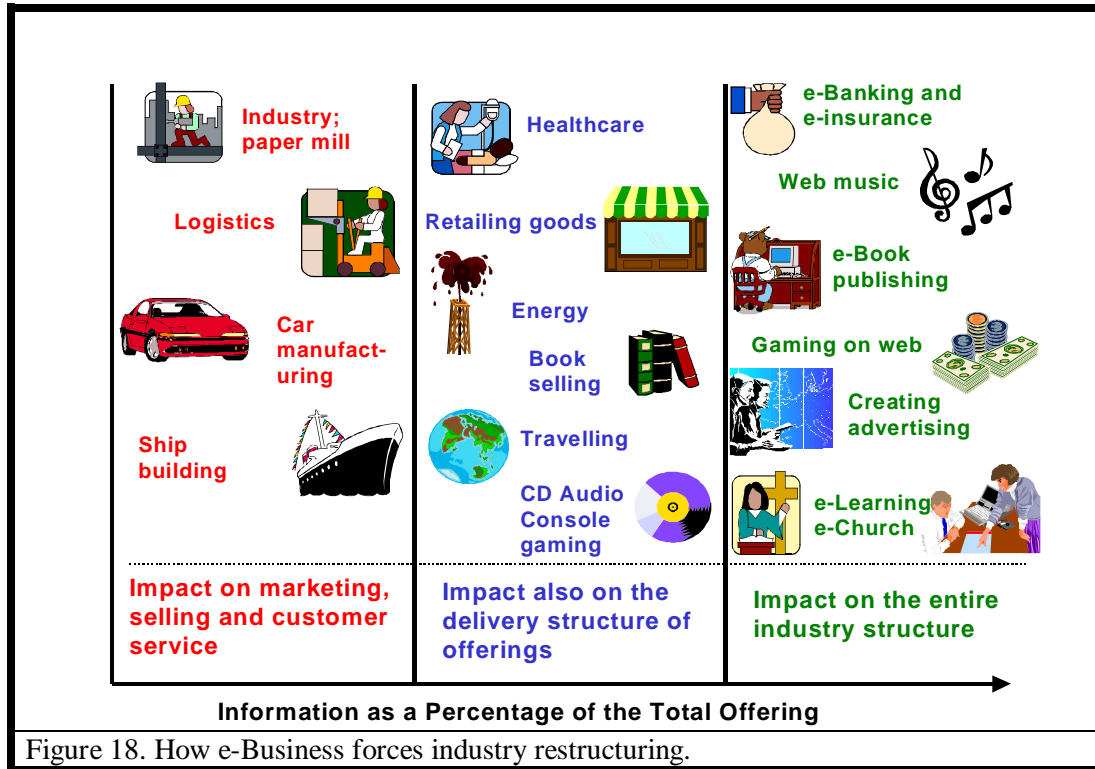 Industry;
paper mill
Logistics
Car
manufact-
uring
Ship
building
Impact on marketing,
selling and customer
service
Healthcare
Retailing goods
Energy
Book
selling
Travelling
CD Audio
Console
gaming
Impact also on the
delivery structure of
offerings
e-Banking and
e-insurance
Web music
e-Book
publishing
Gaming on web
Creating
advertising
e-Learning
e-Church
Impact on the entire
industry structure
Information as a Percentage of the Total Offering
Figure 18. How e-Business forces industry restructuring.